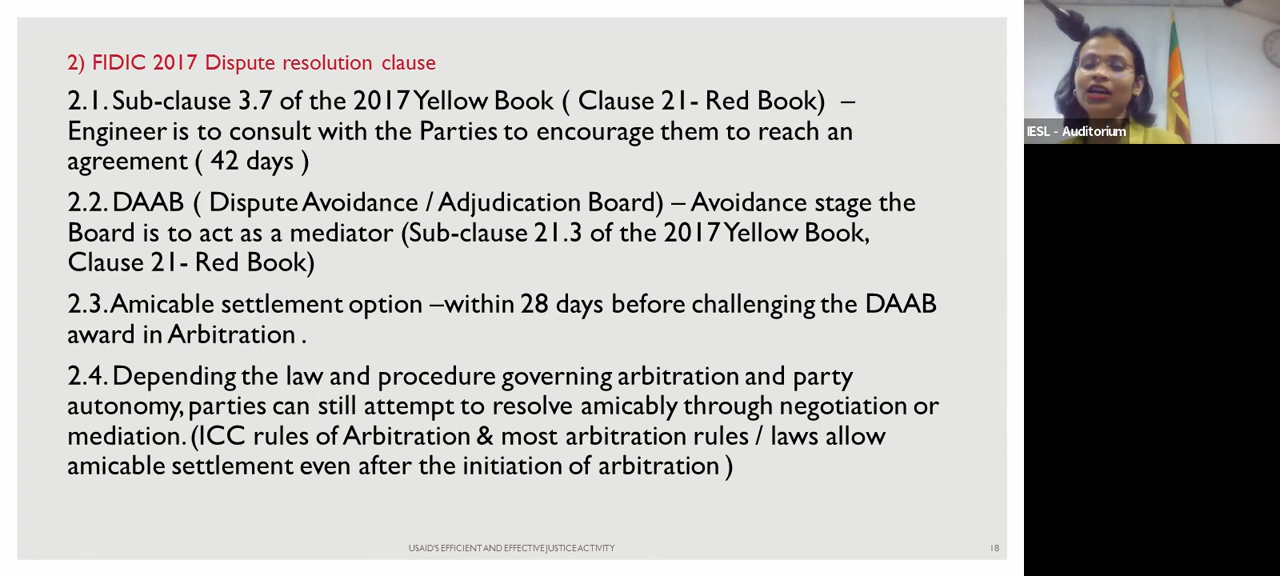 2) FIDIC 2017 Dispute resolution clause
2.1. Sub-clause 3.7 of the 2017 Yellow Book ( Clause 21- Red Book) –
Engineer is to consult with the Parties to encourage them to reach an
agreement ( 42 days )
2.2. DAAB ( Dispute Avoidance / Adjudication Board) – Avoidance stage the
Board is to act as a mediator (Sub-clause 21.3 of the 2017 Yellow Book,
Clause 21- Red Book)
2.3. Amicable settlement option –within 28 days before challenging the DAAB
award in Arbitration .
2.4. Depending the law and procedure governing arbitration and party
autonomy, parties can still attempt to resolve amicably through negotiation or
mediation. (ICC rules of Arbitration & most arbitration rules / laws allow
amicable settlement even after the initiation of arbitration )
USAID'S EFFICIENT AND EFFECTIVE JUSTICE ACTIVITY
18
IESL - Auditorium